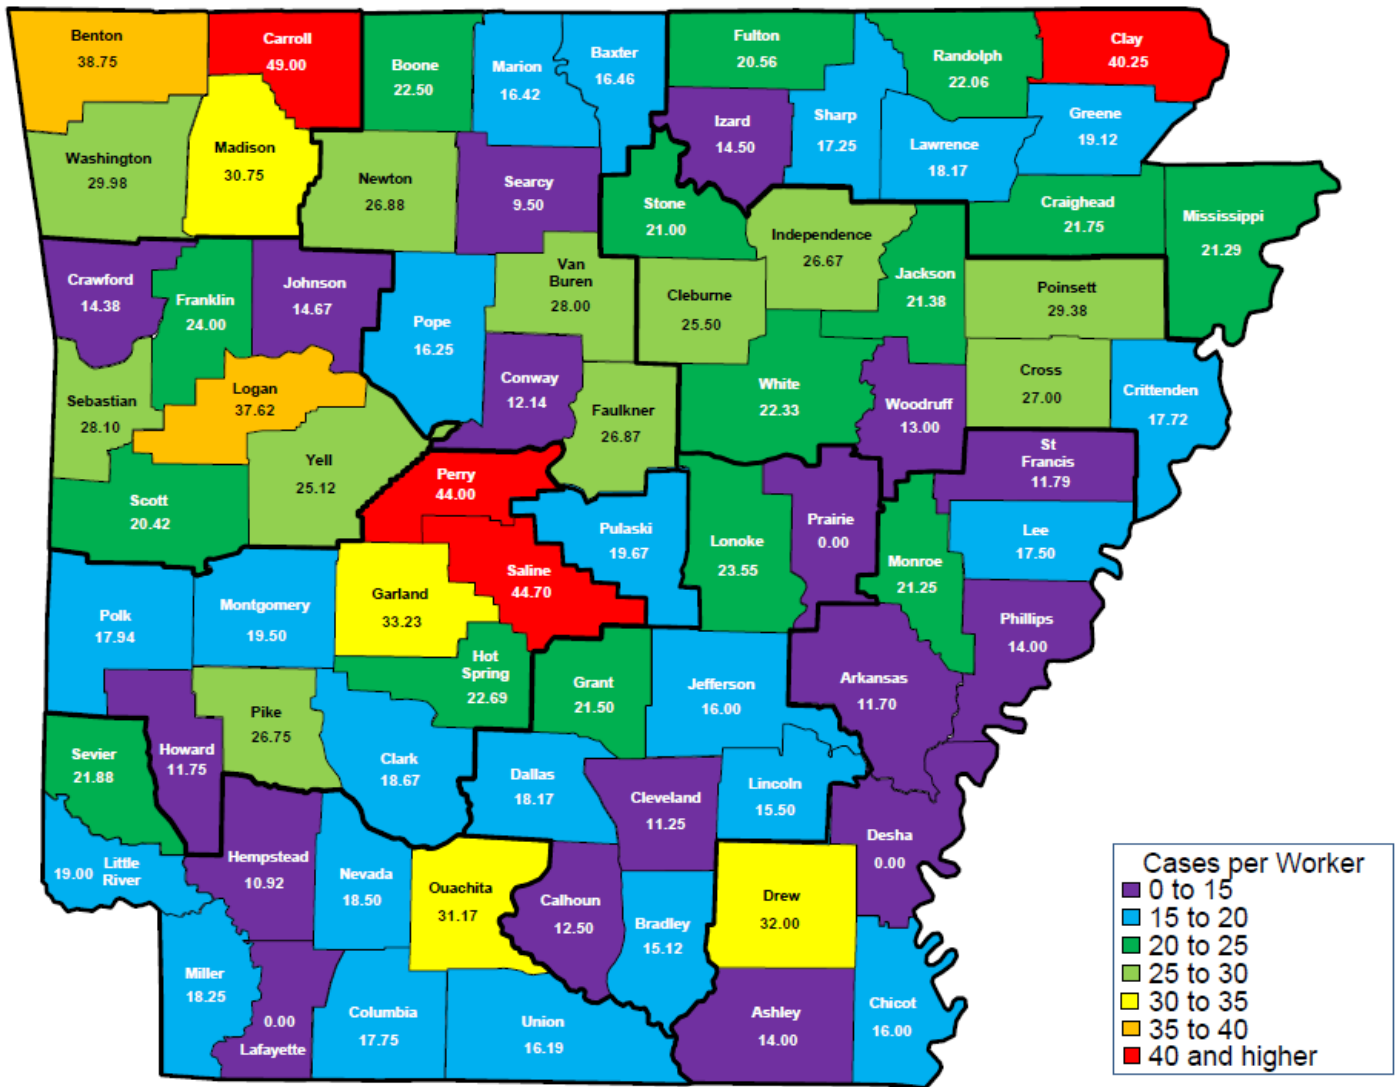 Benton
38.75
Carroll
49.00
Boone
22.50
Marion
16.42
Baxter
16.46
Fulton
20.56
Randolph
22.06
Clay
40.25
Washington
29.98
Madison
30.75
Newton
26.88
Searcy
9.50
Stone
21.00
Izard
14.50
Sharp
17.25
Lawrence
18.17
Greene
19.12
Craighead
21.75
Mississippi
21.29
Crawford
14.38
Franklin
24.00
Johnson
14.67
Pope
16.25
Van
Buren
28.00
Cleburne
25.50
Independence
26.67
Jackson
21.38
Poinsett
29.38
Sebastian
28.10
Logan
37.62
Conway
12.14
Faulkner
26.87
White
22.33
Woodruff
13.00
Cross
27.00
Crittenden
17.72
Scott
20.42
Yell
25.12
Perry
44.00
Pulaski
19.67
Lonoke
23.55
Prairie
0.00
Monroe
21.25
St
Francis
11.79
Lee
17.50
Phillips
14.00
Polk
17.94
Montgomery
19.50
Garland
33.23
Saline
44.70
Hot
Spring
22.69
Grant
21.50
Jefferson
16.00
Arkansas
11.70
Sevier
21.88
Howard
11.75
Pike
26.75
Clark
18.67
Dallas
18.17
Cleveland
11.25
Lincoln
15.50
Desha
0.00
19.00
Little
River
Hempstead
10.92
Nevada
18.50
Ouachita
31.17
Calhoun
12.50
Bradley
15.12
Drew
32.00
Miller
18.25
0.00
Lafayette
Columbia
17.75
Union
16.19
Ashley
14.00
Chicot
16.00
Cases per Worker
0 to 15
15 to 20
20 to 25
25 to 30
30 to 35
35 to 40
40 and higher